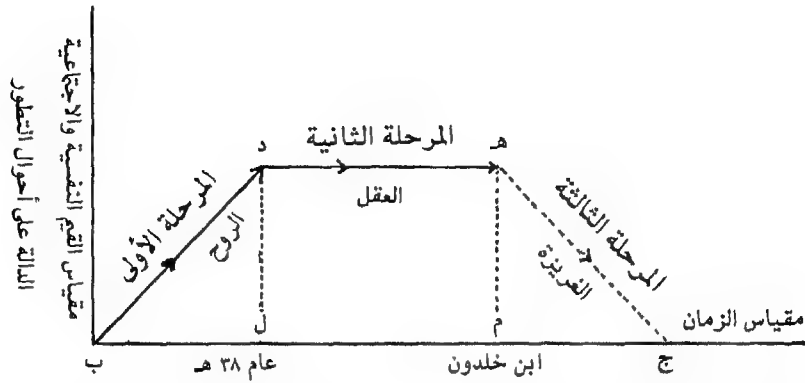 مقياس القيم النفسية والاجتماعية
الدالة على أحوال التطور
د
المرحلة الثانية
هـ
المرحلة الأولى
الروح
العقل
المرحلة الثالثة
الغريزة
ل
م
مقياس الزمان
ب
عام ٣٨ هـ
ابن خلدون
ج